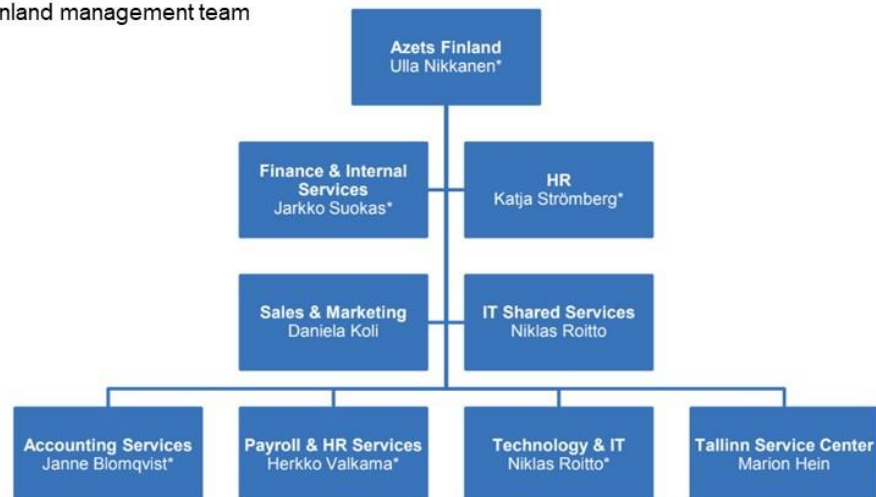 nland management team
Azets Finland
Ulla Nikkanen*
Finance & Internal
Services
Jarkko Suokas*
HR
Katja Strömberg*
Sales & Marketing
Daniela Koli
IT Shared Services
Niklas Roitto
Accounting Services
Janne Blomqvist*
Payroll & HR Services
Herkko Valkama*
Technology & IT
Niklas Roitto*
Tallinn Service Center
Marion Hein